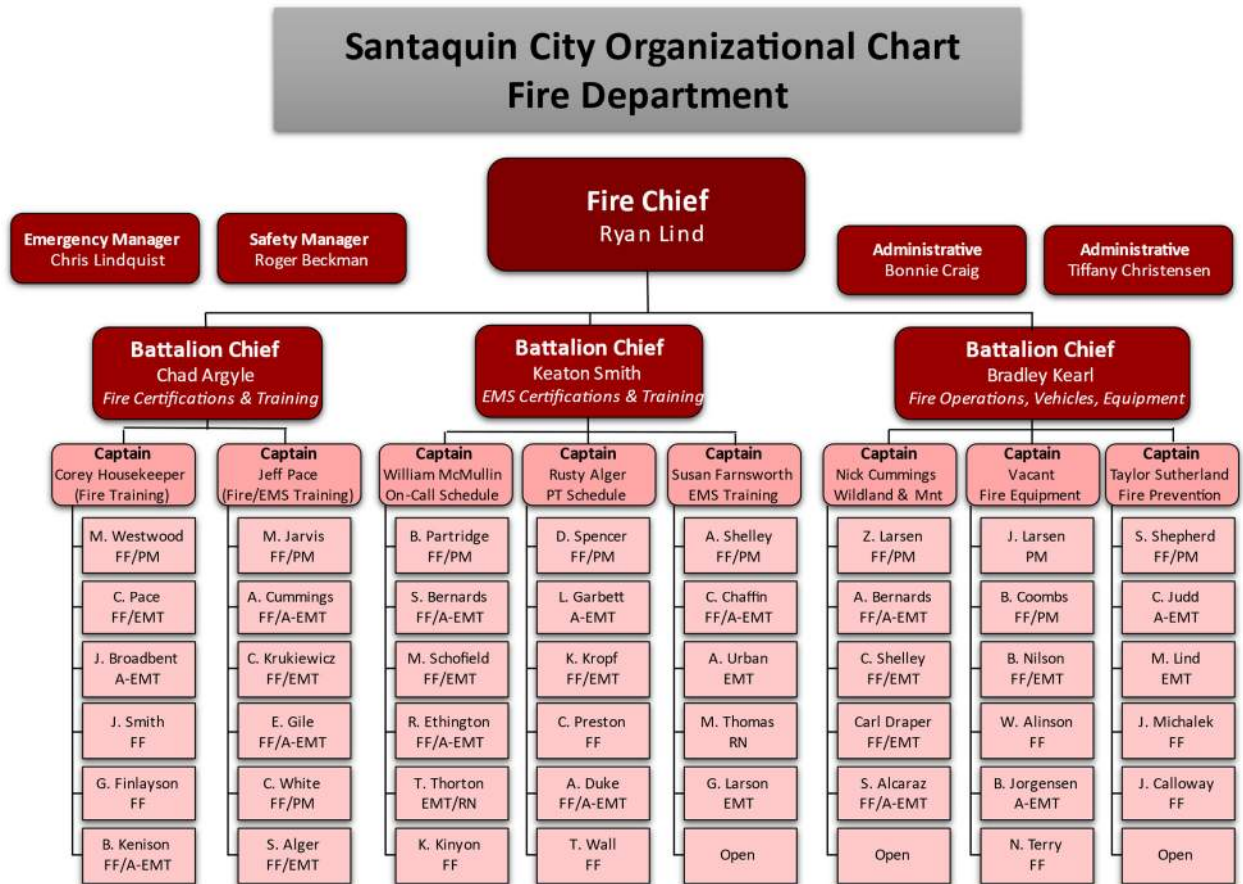 Santaquin City Organizational Chart
Fire Department
Fire Chief
Ryan Lind
Emergency Manager
Chris Lindquist
Safety Manager
Roger Beckman
Administrative
Bonnie Craig
Administrative
Tiffany Christensen
Battalion Chief
Chad Argyle
Fire Certifications & Training
Battalion Chief
Keaton Smith
EMS Certifications & Training
Battalion Chief
Bradley Kearl
Fire Operations, Vehicles, Equipment
Captain
Corey Housekeeper
(Fire Training)
M. Westwood
FF/PM
C. Pace
FF/EMT
J. Broadbent
A-EMT
J. Smith
FF
G. Finlayson
FF
B. Kenison
FF/A-EMT
Captain
Jeff Pace
(Fire/EMS Training)
M. Jarvis
FF/PM
A. Cummings
FF/A-EMT
C. Krukiewicz
FF/EMT
E. Gile
FF/A-EMT
C. White
FF/PM
S. Alger
FF/EMT
Captain
William McMullin
On-Call Schedule
B. Partridge
FF/PM
S. Bernards
FF/A-EMT
M. Schofield
FF/EMT
R. Ethington
FF/A-EMT
T. Thorton
EMT/RN
K. Kinyon
FF
Captain
Rusty Alger
PT Schedule
D. Spencer
FF/PM
L. Garbett
A-EMT
K. Kropf
FF/EMT
C. Preston
FF
A. Duke
FF/A-EMT
T. Wall
FF
Captain
Susan Farnsworth
EMS Training
A. Shelley
FF/PM
C. Chaffin
FF/A-EMT
A. Urban
EMT
M. Thomas
RN
G. Larson
EMT
Open
Captain
Nick Cummings
Wildland & Mnt
Z. Larsen
FF/PM
A. Bernards
FF/A-EMT
C. Shelley
FF/EMT
Carl Draper
FF/EMT
S. Alcaraz
FF/A-EMT
Open
Captain
Vacant
Fire Equipment
J. Larsen
PM
B. Coombs
FF/PM
B. Nilson
FF/EMT
W. Alinson
FF
B. Jorgensen
A-EMT
N. Terry
FF
Captain
Taylor Sutherland
Fire Prevention
S. Shepherd
FF/PM
C. Judd
A-EMT
M. Lind
EMT
J. Michalek
FF
J. Calloway
FF
Open